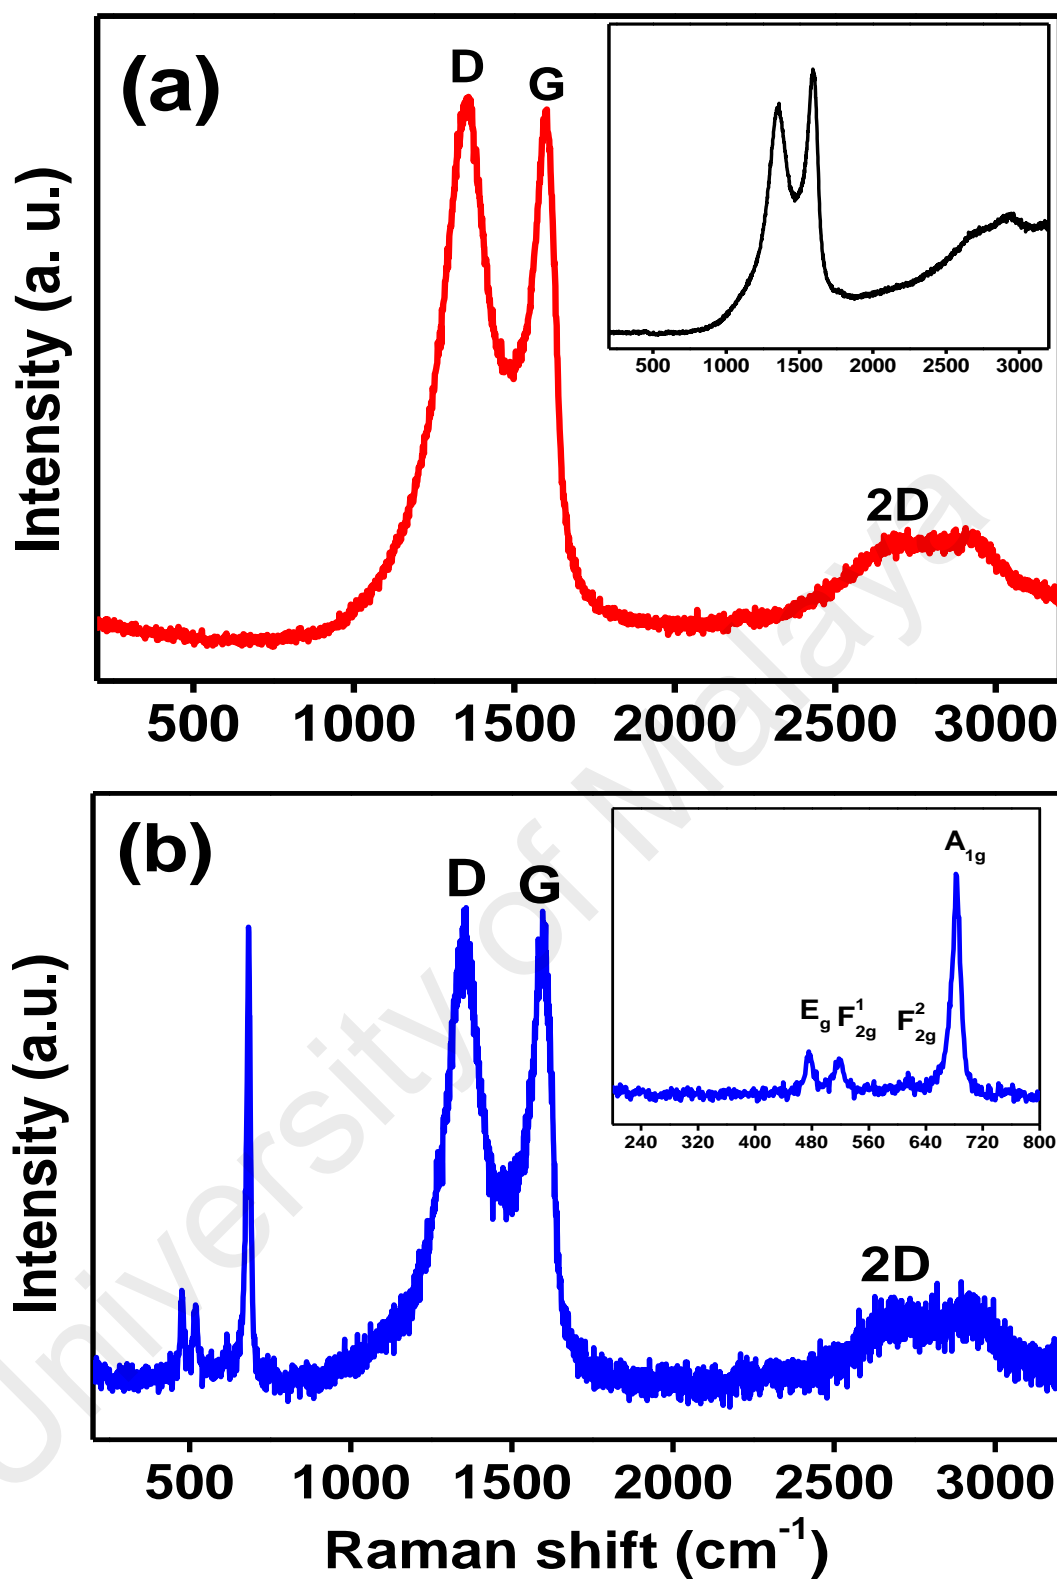 (a)
D
G
Intensity (a. u.)
500 1000 1500 2000 2500 3000
2D
500 1000 1500 2000 2500 3000
(b)
D
G
Intensity (a.u.)
A1g
Eg F¹2g F²2g
240 320 400 480 560 640 720 800
2D
500 1000 1500 2000 2500 3000
Raman shift (cm⁻¹)
University of Malaya